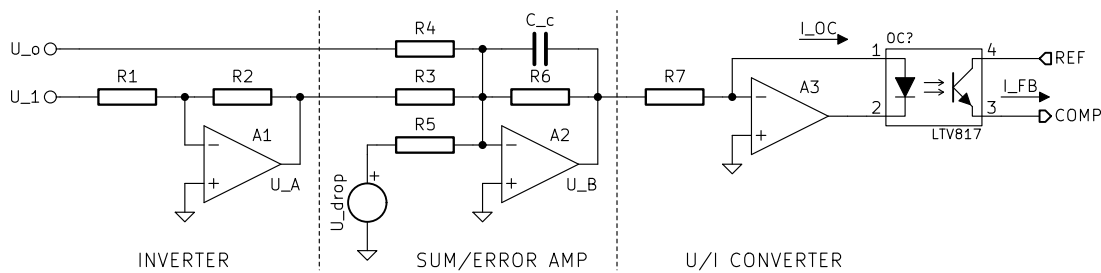 C_c
I_OC
OC?
U_o
R4
1
4
REF
R1
R2
R3
R6
R7
A3
I_FB
U_1
2
3
COMP
R5
A1
A2
LTV817
+
U_drop
U_A
U_B
INVERTER
SUM/ERROR AMP
U/I CONVERTER